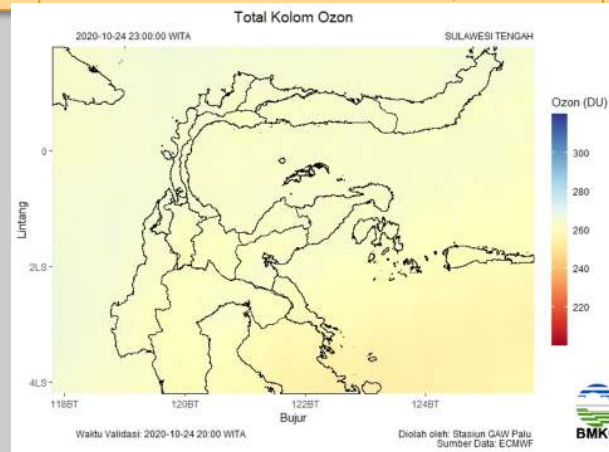 Total Kolom Ozon
2020-10-24 23:00:00 WITA
SULAWESI TENGAH
Ozon (DU)
300
280
260
240
220
Lintang
0
2LS
4LS
118BT
120BT
122BT
124BT
Bujur
Waktu Validasi: 2020-10-24 20:00 WITA
Diolah oleh: Stasiun GAW Palu
Sumber Data: ECMWF